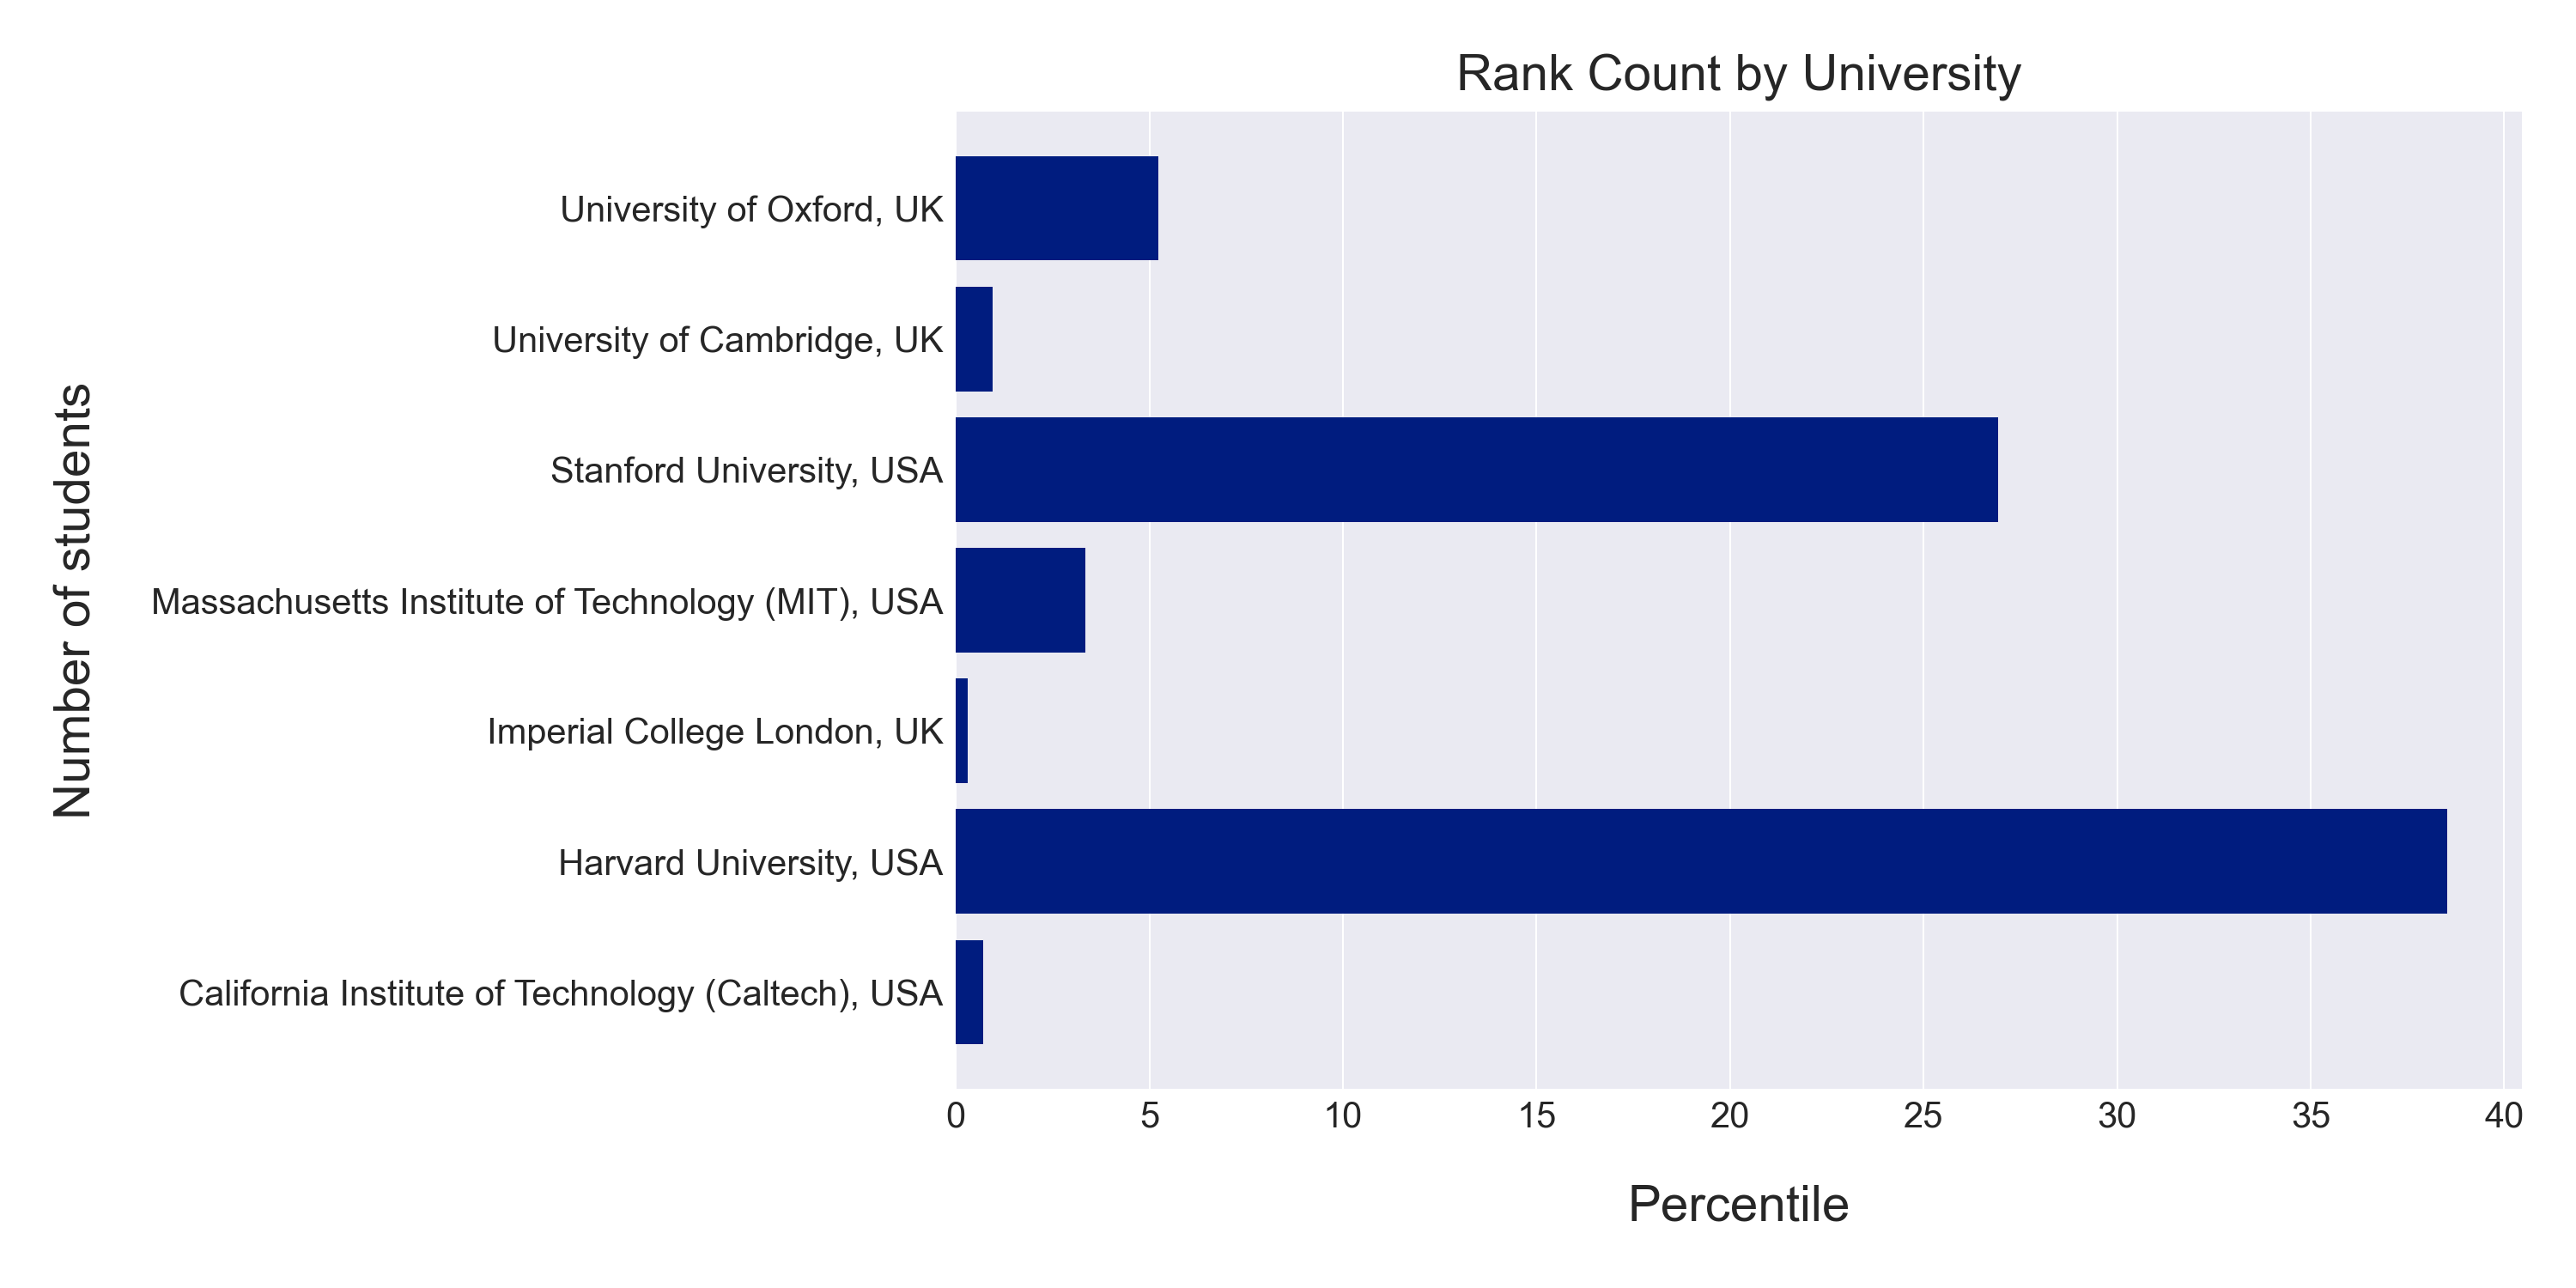 Rank Count by University
Number of students
University of Oxford, UK
University of Cambridge, UK
Stanford University, USA
Massachusetts Institute of Technology (MIT), USA
Imperial College London, UK
Harvard University, USA
California Institute of Technology (Caltech), USA
0 5 10 15 20 25 30 35 40
Percentile